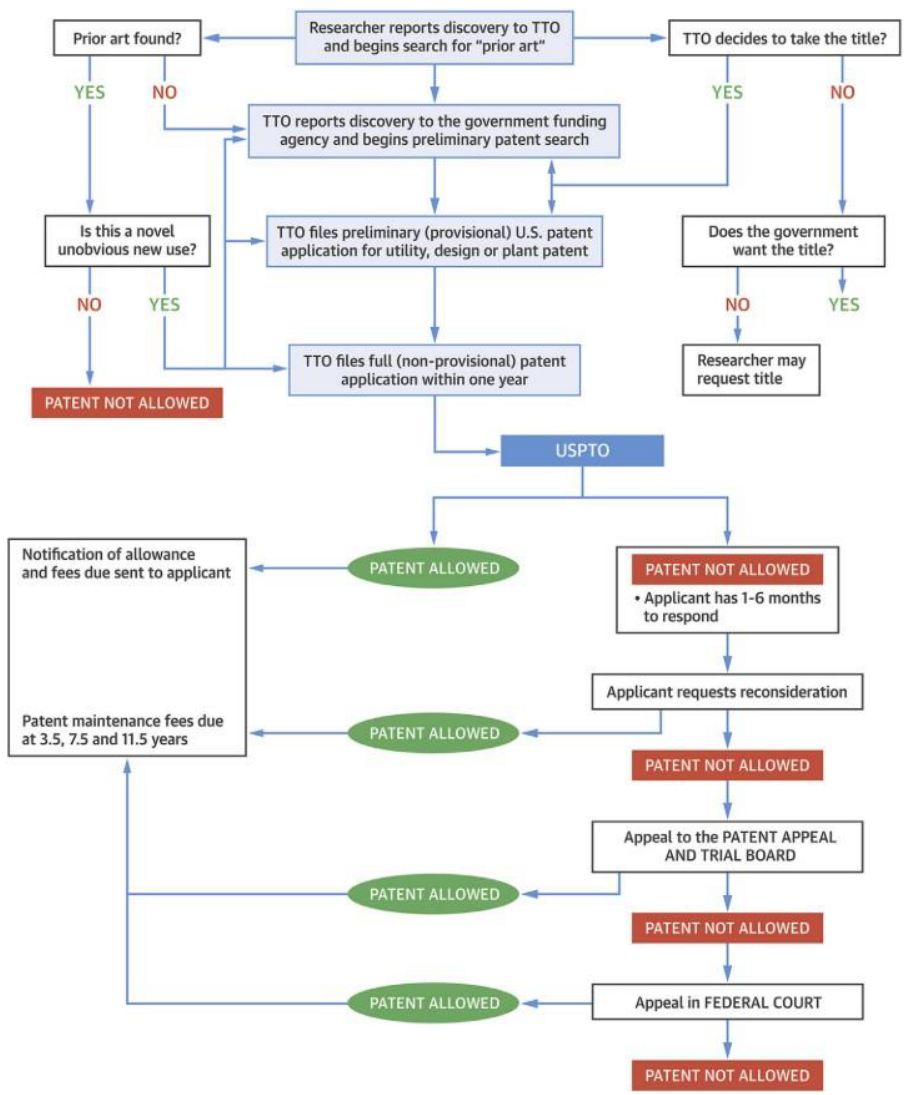 Prior art found?
Researcher reports discovery to TTO
and begins search for “prior art”
TTO decides to take the title?
YES
NO
YES
NO
TTO reports discovery to the government funding
agency and begins preliminary patent search
Is this a novel
unobvious new use?
TTO files preliminary (provisional) U.S. patent
application for utility, design or plant patent
Does the government
want the title?
NO
YES
NO
YES
TTO files full (non-provisional) patent
application within one year
Researcher may
request title
PATENT NOT ALLOWED
USPTO
Notification of allowance
and fees due sent to applicant
PATENT ALLOWED
PATENT NOT ALLOWED
• Applicant has 1-6 months
to respond
Applicant requests reconsideration
Patent maintenance fees due
at 3.5, 7.5 and 11.5 years
PATENT ALLOWED
PATENT NOT ALLOWED
Appeal to the PATENT APPEAL
AND TRIAL BOARD
PATENT ALLOWED
PATENT NOT ALLOWED
PATENT ALLOWED
Appeal in FEDERAL COURT
PATENT NOT ALLOWED